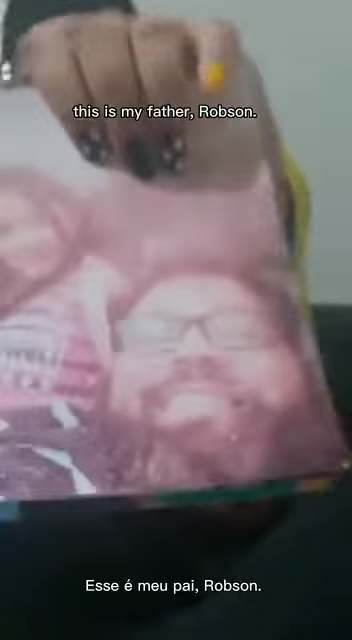 this is my father, Robson.
Esse é meu pai, Robson.